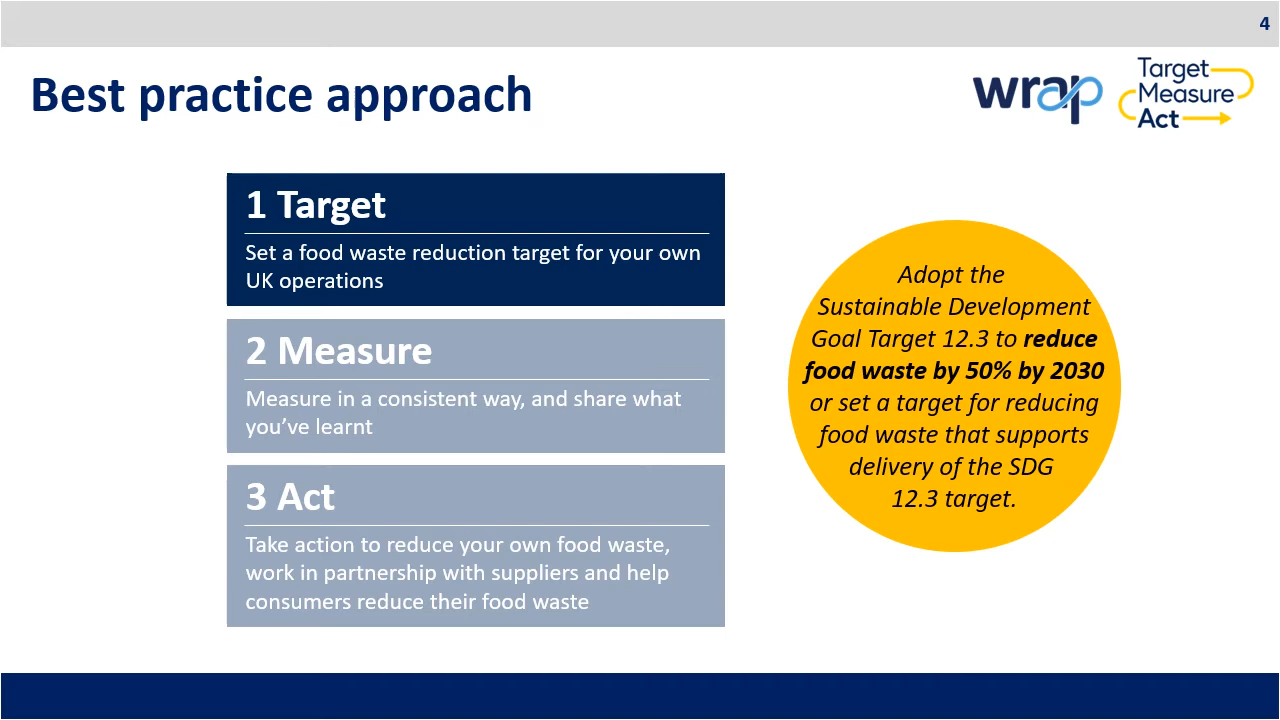 4
Best practice approach
wrap
Target
Measure
Act
1 Target
Set a food waste reduction target for your own
UK operations
2 Measure
Measure in a consistent way, and share what
you’ve learnt
3 Act
Take action to reduce your own food waste,
work in partnership with suppliers and help
consumers reduce their food waste
Adopt the
Sustainable Development
Goal Target 12.3 to reduce
food waste by 50% by 2030
or set a target for reducing
food waste that supports
delivery of the SDG
12.3 target.